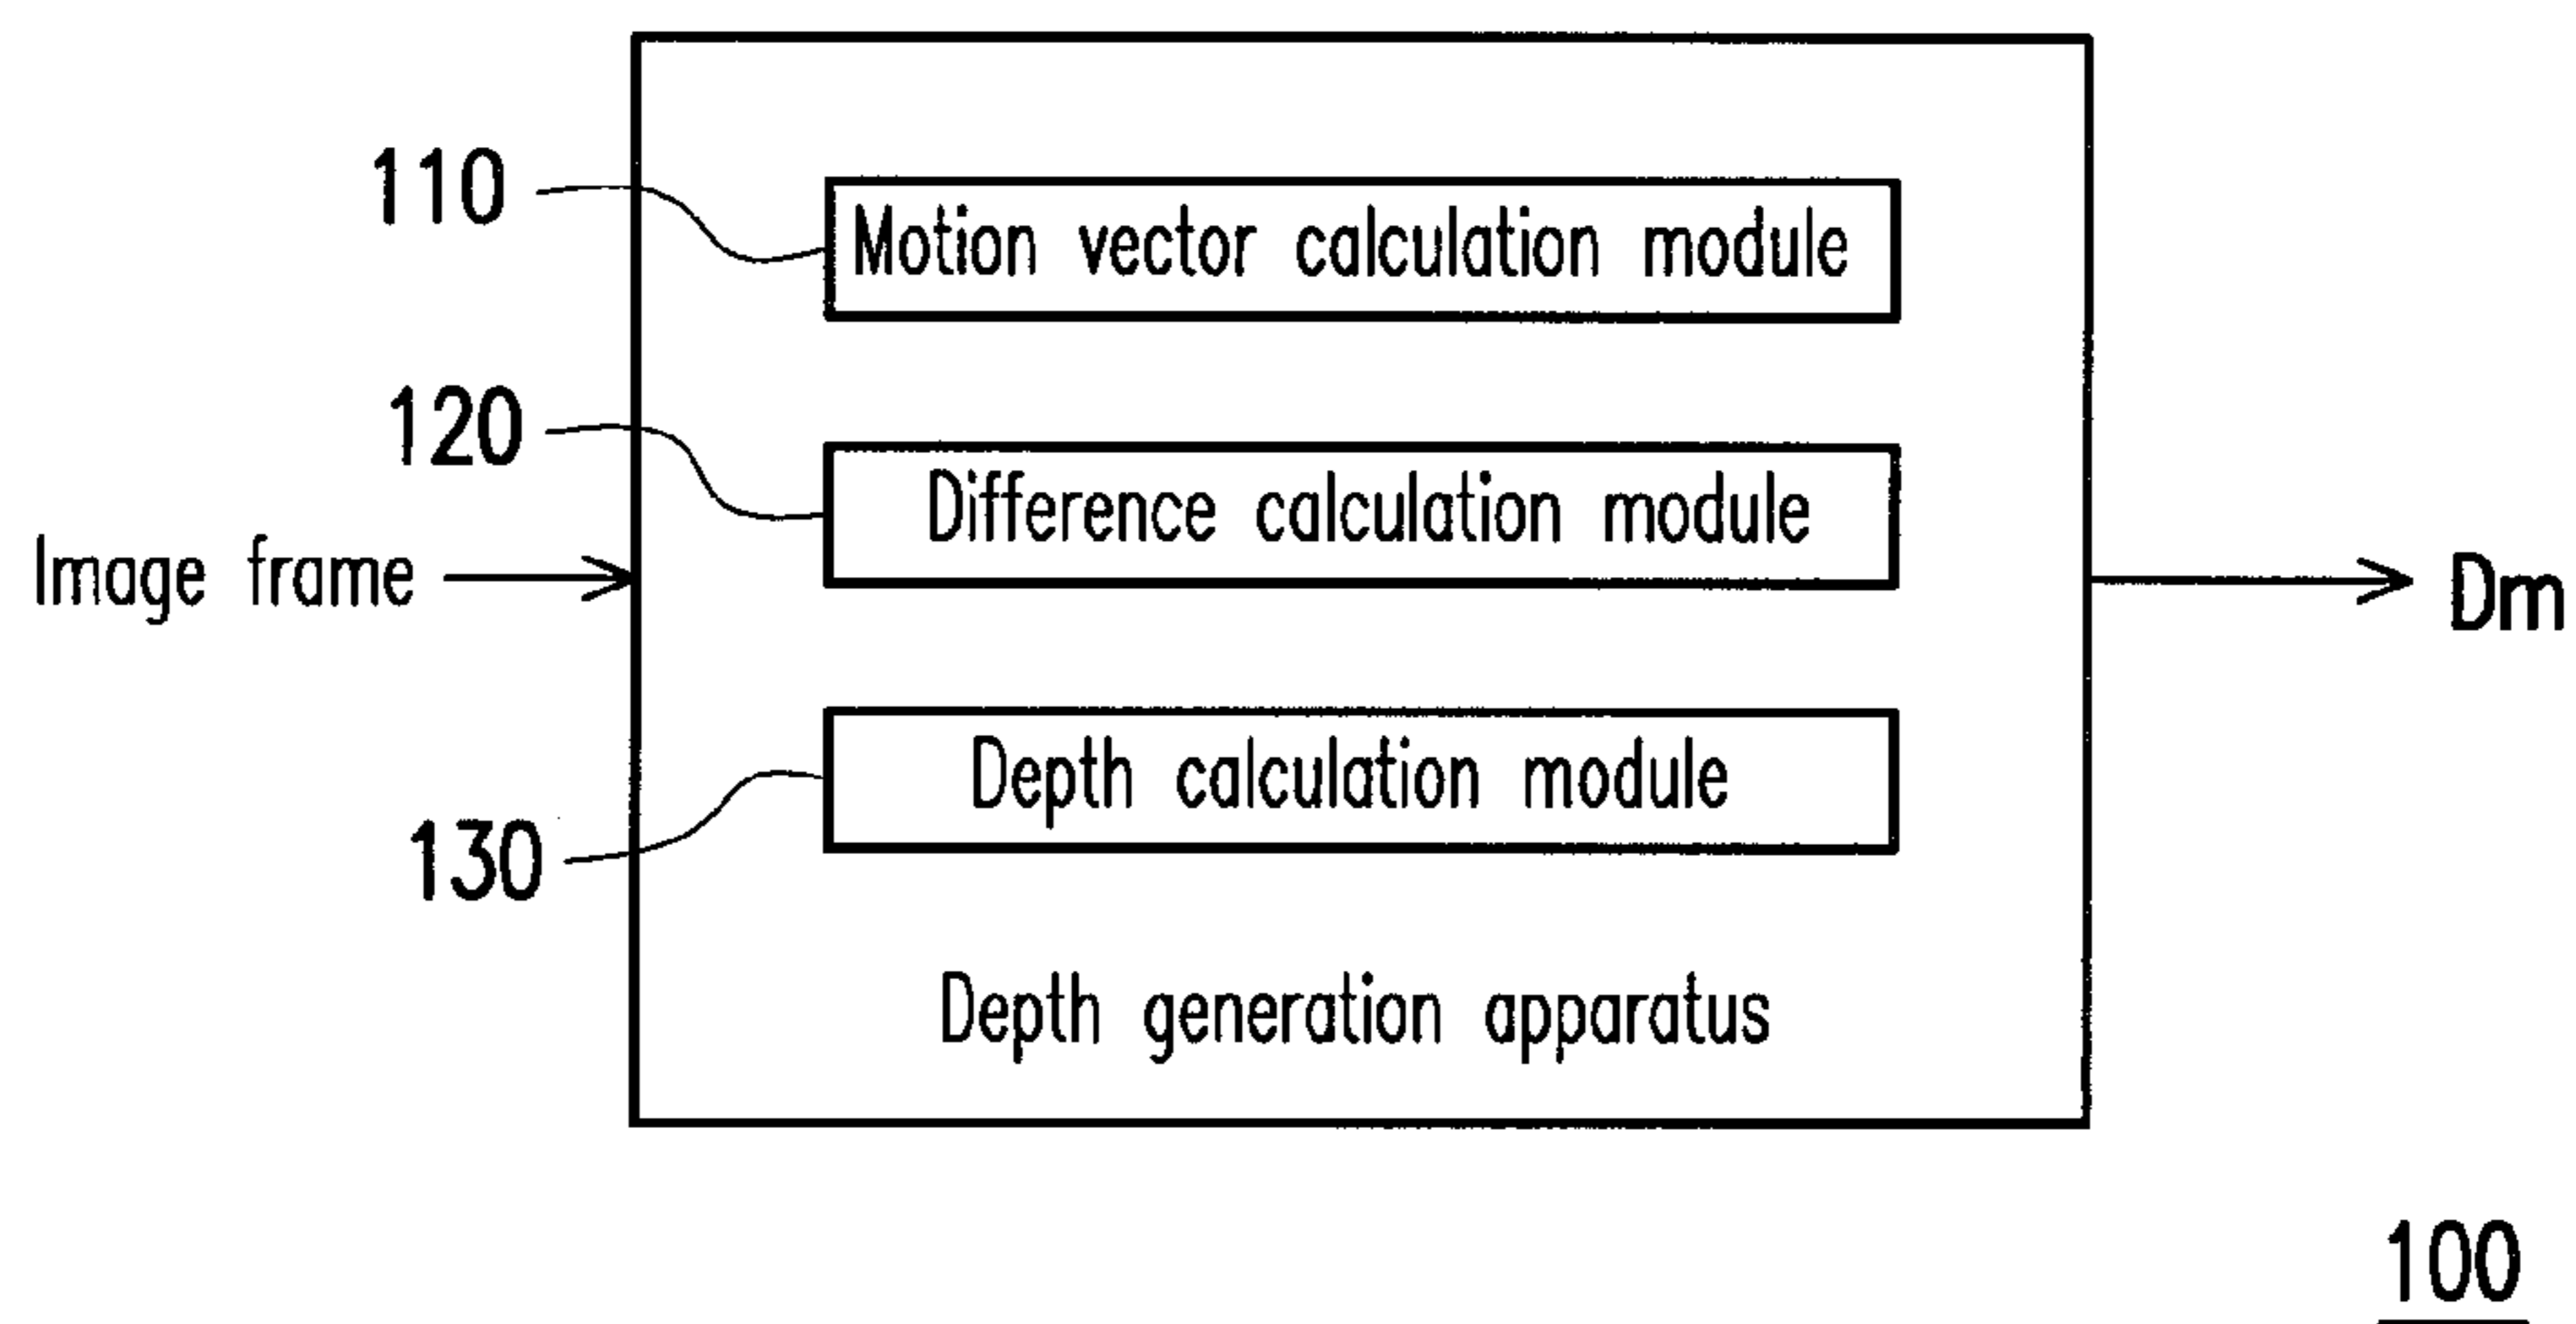 110
Motion vector calculation module
120
Difference calculation module
Image frame
Dm
Depth calculation module
130
Depth generation apparatus
100